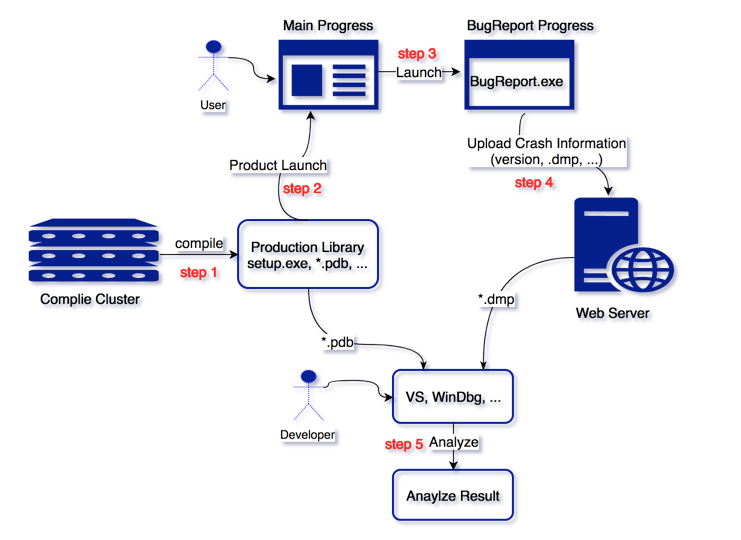 Main Progress
BugReport Progress
step 3
Launch
BugReport.exe
User
Upload Crash Information
(version, .dmp, ...)
Product Launch
step 4
step 2
compile
Production Library
setup.exe, *.pdb, ...
step 1
Complie Cluster
*.dmp
Web Server
*.pdb
VS, WinDbg, ...
Developer
step 5
Analyze
Anaylze Result